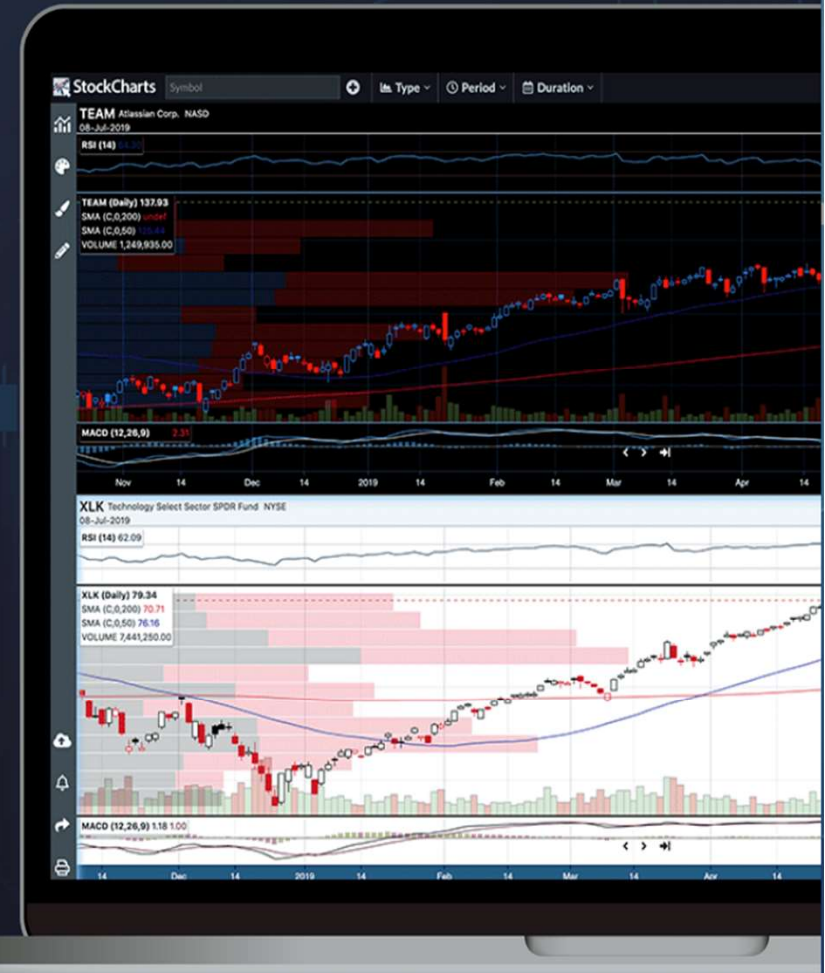 StockCharts Symbol Type Period Duration
TEAM Atlassian Corp. NASD
08-Jul-2019
RSI (14)
TEAM (Daily) 137.93
SMA (C,0,200) undef
SMA (C,0,50)
VOLUME 1,249,935.00
MACD (12,26,9) 2.31
Nov 14 Dec 14 2019 14 Feb 14 Mar 14 Apr 14
XLK Technology Select Sector SPDR Fund NYSE
08-Jul-2019
RSI (14) 62.09
XLK (Daily) 79.34
SMA (C,0,200) 70.71
SMA (C,0,50) 76.16
VOLUME 7,441,250.00
MACD (12,26,9) 1.18 1.00
14 Dec 14 2019 14 Feb 14 Mar 14 Apr 14